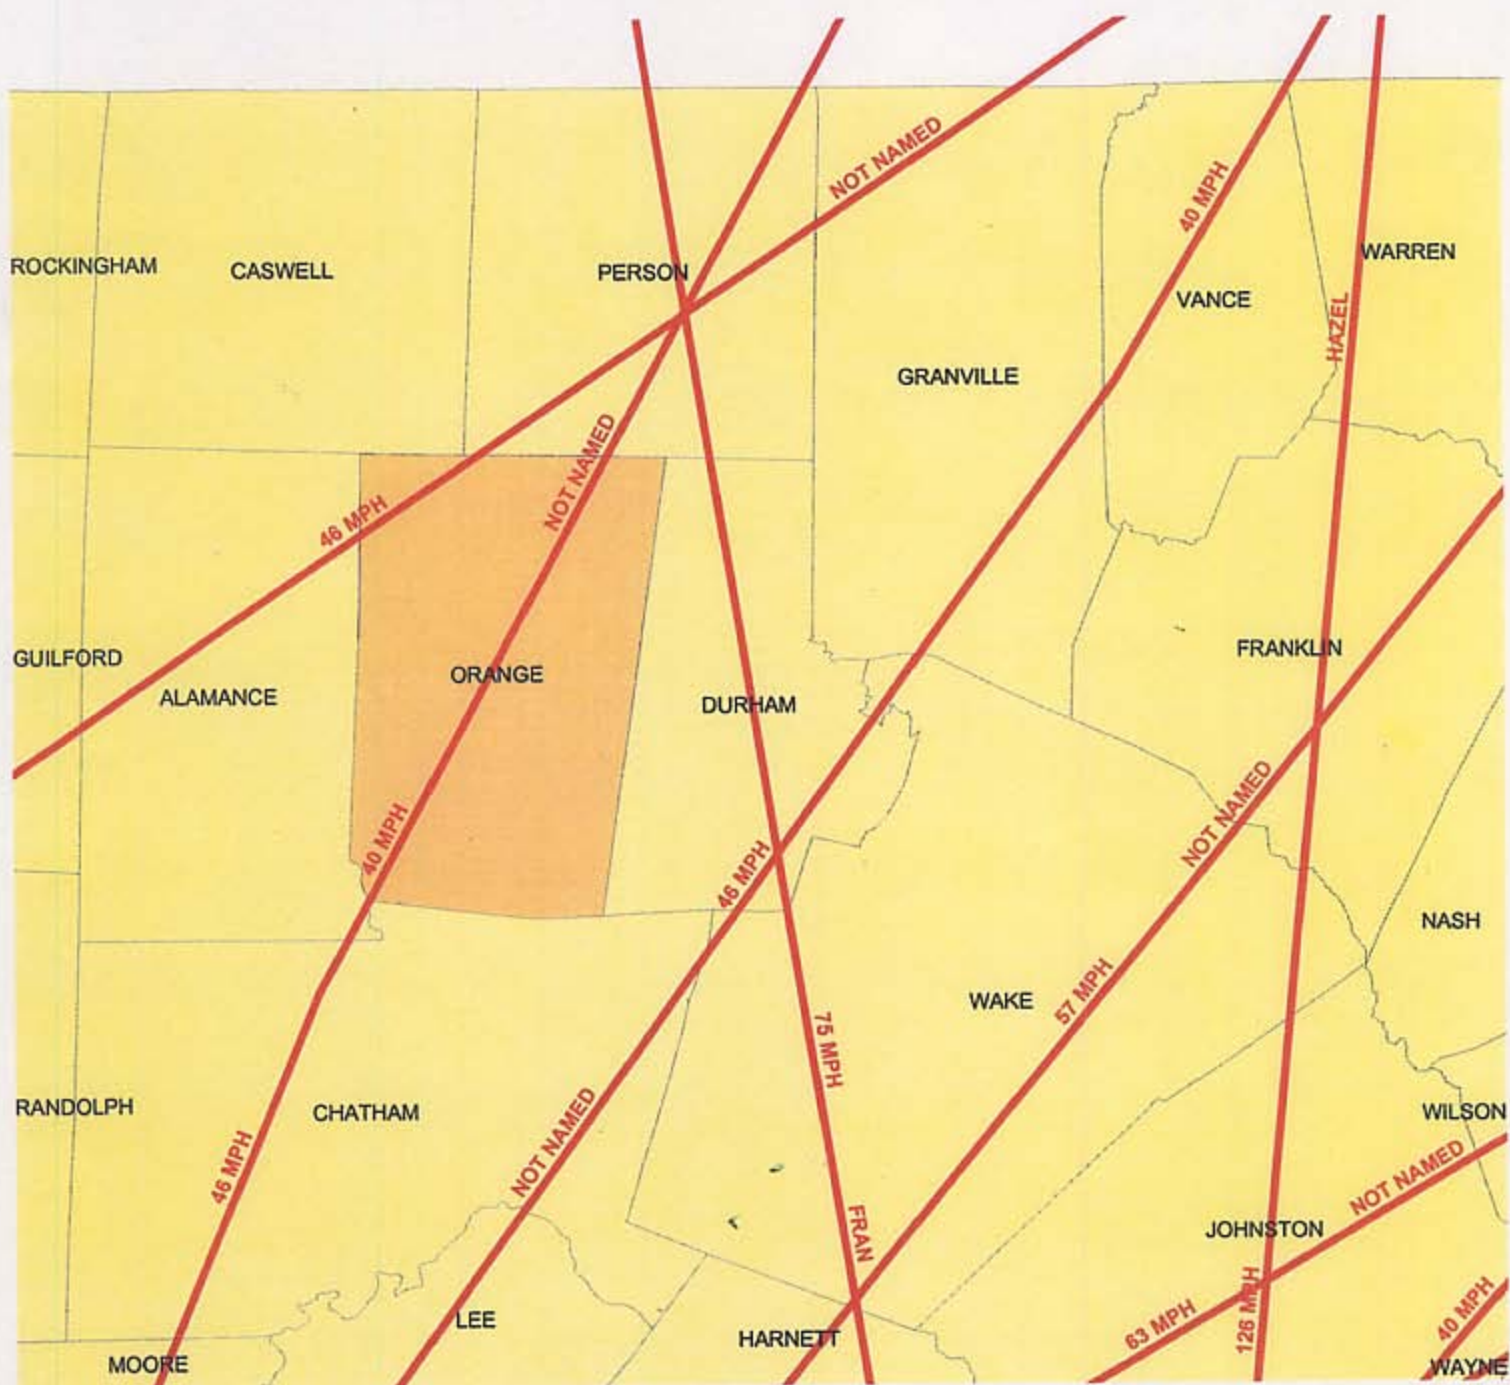 NOT NAMED
40 MPH
WARREN
ROCKINGHAM
CASWELL
PERSON
VANCE
HAZEL
GRANVILLE
NOT NAMED
46 MPH
GUILFORD
ALAMANCE
ORANGE
DURHAM
FRANKLIN
40 MPH
46 MPH
NOT NAMED
NASH
57 MPH
WAKE
75 MPH
RANDOLPH
CHATHAM
46 MPH
NOT NAMED
WILSON
NOT NAMED
FRAN
JOHNSTON
LEE
HARNETT
63 MPH
126 MPH
40 MPH
MOORE
WAYNE